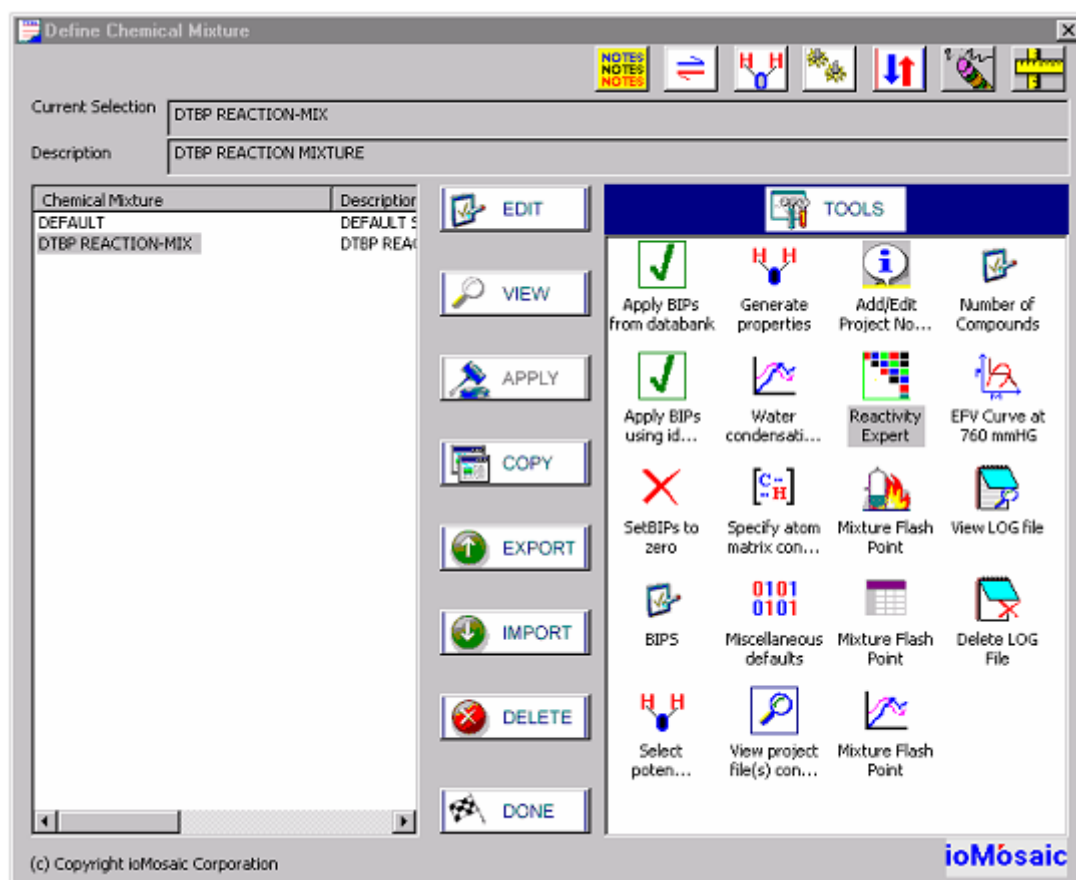 Define Chemical Mixture
NOTES
NOTES
NOTES
H H
O
Current Selection
DTBP REACTION-MIX
Description
DTBP REACTION MIXTURE
Chemical Mixture Description
DEFAULT DEFAULT S
DTBP REACTION-MIX DTBP REA
EDIT
VIEW
APPLY
COPY
EXPORT
IMPORT
DELETE
DONE
TOOLS
H H
Apply BIPs Generate Add/Edit Number of
from databank properties Project No... Compounds
Apply BIPs Water Reactivity EFV Curve at
using id... condensati... Expert 760 mmHG
C H
SetBIPs to Specify atom Mixture Flash View LOG file
zero matrix con... Point
0101
0101
BIPS Miscellaneous Mixture Flash Delete LOG
defaults Point File
H H
Select View project Mixture Flash
poten... file(s) con... Point
(c) Copyright ioMosaic Corporation
ioMosaic